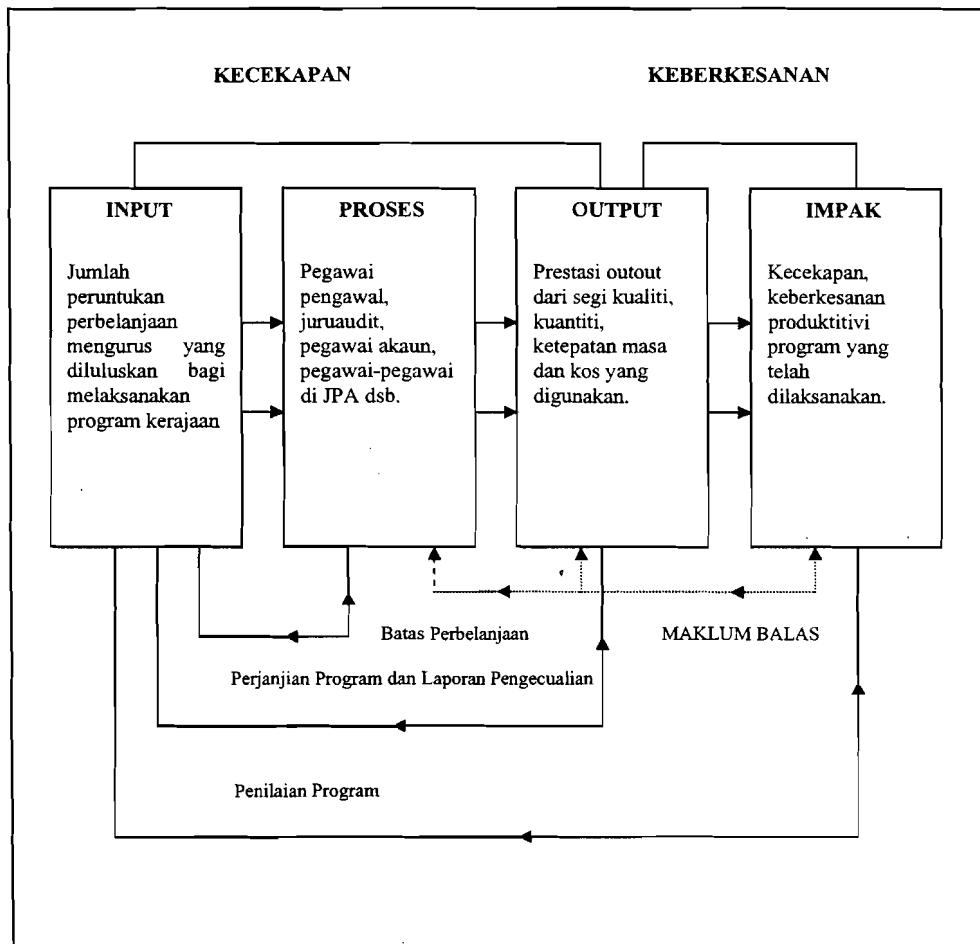 KECEKAPAN
KEBERKESANAN
INPUT
Jumlah
peruntukan
perbelanjaan
mengurus yang
diluluskan bagi
melaksanakan
program kerajaan
PROSES
Pegawai
pengawal,
juruaudit,
pegawai akaun,
pegawai-pegawai
di JPA dsb.
OUTPUT
Prestasi outout
dari segi kualiti,
kuantiti,
ketepatan masa
dan kos yang
digunakan.
IMPAK
Kecekapan,
keberkesanan
produktitivi
program yang
telah
dilaksanakan.
Batas Perbelanjaan
MAKLUM BALAS
Perjanjian Program dan Laporan Pengecualian
Penilaian Program